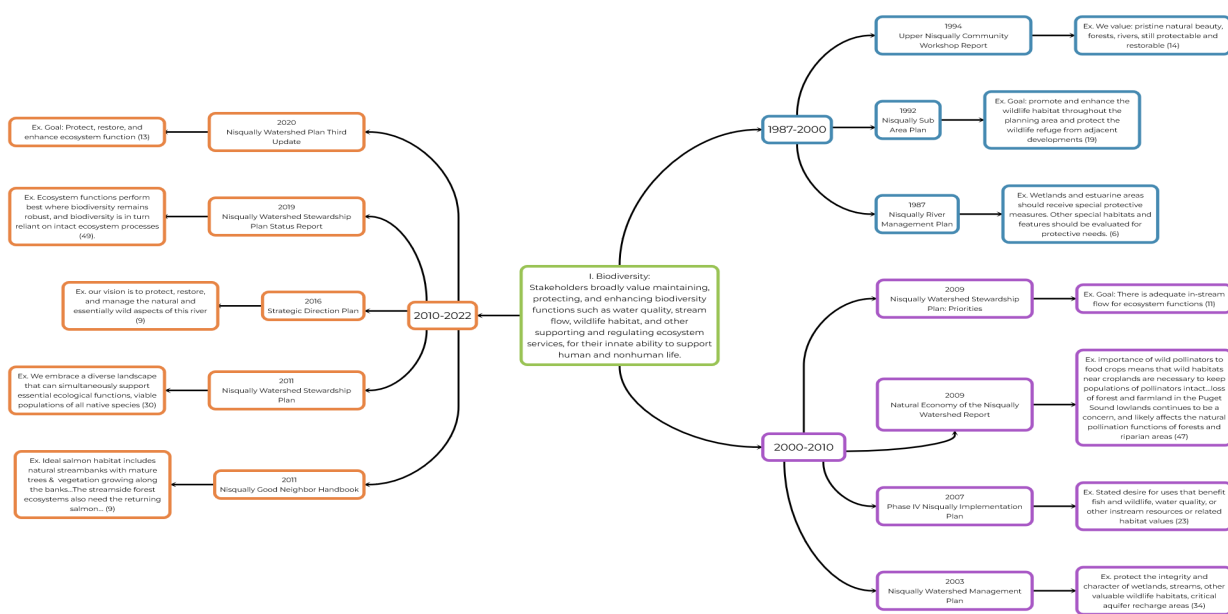 I. Biodiversity:
Stakeholders broadly value maintaining,
protecting, and enhancing biodiversity
functions such as water quality, stream
flow, wildlife habitat, and other
supporting and regulating ecosystem
services, for their innate ability to support
human and nonhuman life.
1987-2000
1994
Upper Nisqually Community
Workshop Report
Ex. We value: pristine natural beauty,
forests, rivers, still protectable and
restorable (14)
1992
Nisqually Sub
Area Plan
Ex. Goal: promote and enhance the
wildlife habitat throughout the
planning area and protect the
wildlife refuge from adjacent
developments (19)
1987
Nisqually River
Management Plan
Ex. Wetlands and estuarine areas
should receive special protective
measures. Other special habitats and
features should be evaluated for
protective needs. (6)
2000-2010
2009
Nisqually Watershed Stewardship
Plan: Priorities
Ex. Goal: There is adequate in-stream
flow for ecosystem functions (11)
2009
Natural Economy of the Nisqually
Watershed Report
Ex. importance of wild pollinators to
food crops means that wild habitats
near croplands are necessary to keep
populations of pollinators intact...loss
of forest and farmland in the Puget
Sound lowlands continues to be a
concern, and likely affects the natural
pollination functions of forests and
riparian areas (47)
2007
Phase IV Nisqually Implementation
Plan
Ex. Stated desire for uses that benefit
fish and wildlife, water quality, or
other instream resources or related
habitat values (23)
2003
Nisqually Watershed Management
Plan
Ex. protect the integrity and
character of wetlands, streams, other
valuable wildlife habitats, critical
aquifer recharge areas (34)
2010-2022
2020
Nisqually Watershed Plan Third
Update
Ex. Goal: Protect, restore, and
enhance ecosystem function (13)
2019
Nisqually Watershed Stewardship
Plan Status Report
Ex. Ecosystem functions perform
best where biodiversity remains
robust, and biodiversity is in turn
reliant on intact ecosystem processes
(49).
2016
Strategic Direction Plan
Ex. our vision is to protect, restore,
and manage the natural and
essentially wild aspects of this river
(9)
2011
Nisqually Watershed Stewardship
Plan
Ex. We embrace a diverse landscape
that can simultaneously support
essential ecological functions, viable
populations of all native species (30)
2011
Nisqually Good Neighbor Handbook
Ex. Ideal salmon habitat includes
natural streambanks with mature
trees & vegetation growing along
the banks...The streamside forest
ecosystems also need the returning
salmon... (9)